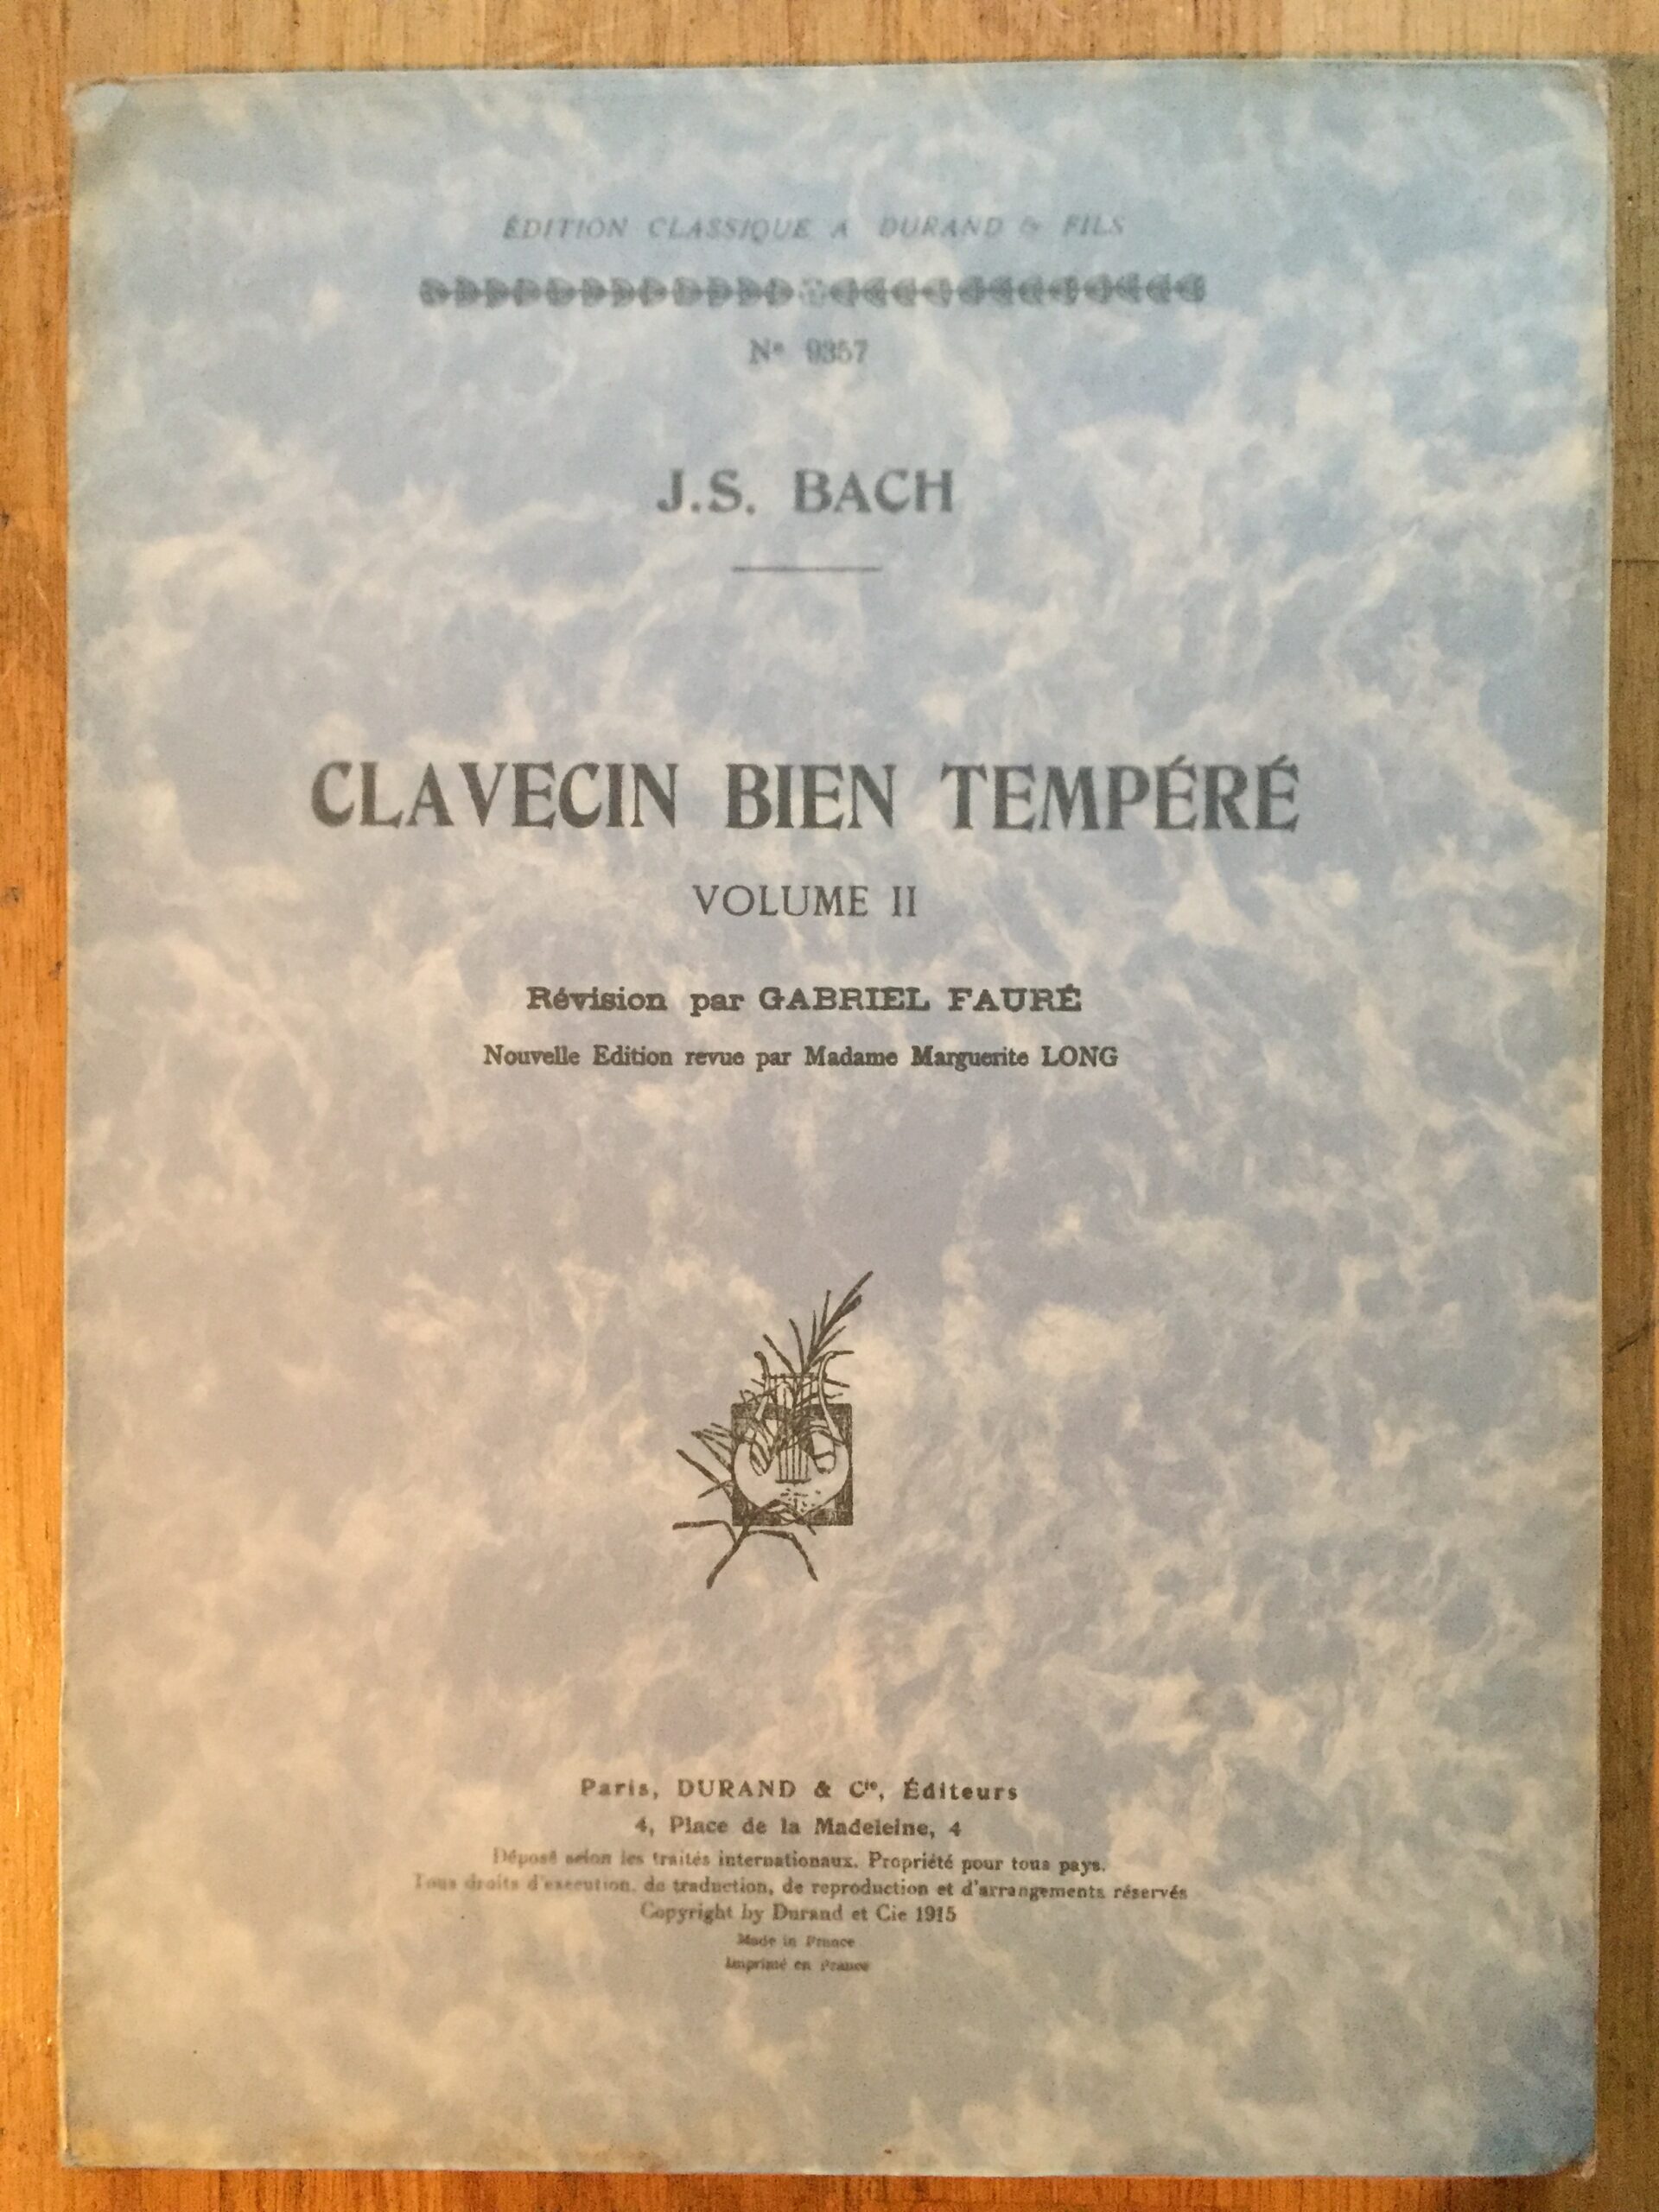 ÉDITION CLASSIQUE A DURAND & FILS
N° 9357
J.S. BACH
CLAVECIN BIEN TEMPÉRÉ
VOLUME II
Révision par GABRIEL FAURÉ
Nouvelle Edition revue par Madame Marguerite LONG
Paris, DURAND & Cie, Éditeurs
4, Place de la Madeleine, 4
Déposé selon les traités internationaux. Propriété pour tous pays.
Tous droits d'exécution, de traduction, de reproduction et d'arrangements réservés
Copyright by Durand et Cie 1915
Made in France
Imprimé en France